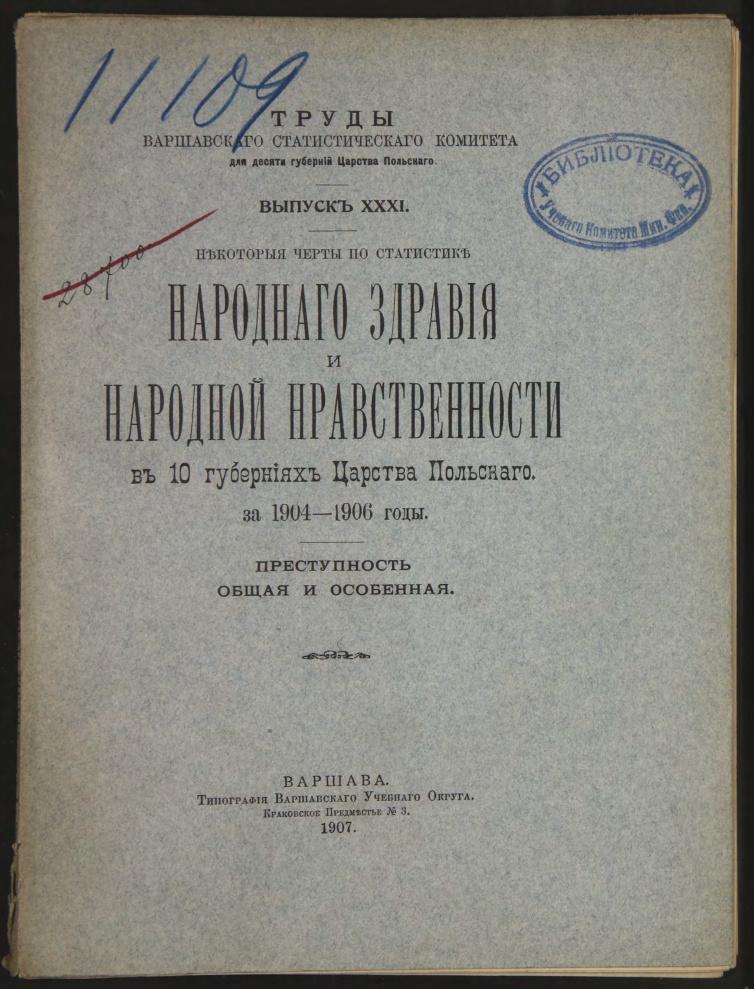 11109
ТРУДЫ
ВАРШАВСКАГО СТАТИСТИЧЕСКАГО КОМИТЕТА
для десяти губерній Царства Польскаго.
БИБЛІОТЕКА
Ученаго Комитета Мин. Фин.
ВЫПУСКЪ XXXI.
28700
НѢКОТОРЫЯ ЧЕРТЫ ПО СТАТИСТИКѢ
НАРОДНАГО ЗДРАВІЯ
И
НАРОДНОЙ НРАВСТВЕННОСТИ
въ 10 губерніяхъ Царства Польскаго.
за 1904—1906 годы.
ПРЕСТУПНОСТЬ
ОБЩАЯ И ОСОБЕННАЯ.
ВАРШАВА.
Типографія Варшавскаго Учебнаго Округа.
Краковское Предмѣстье № 3.
1907.